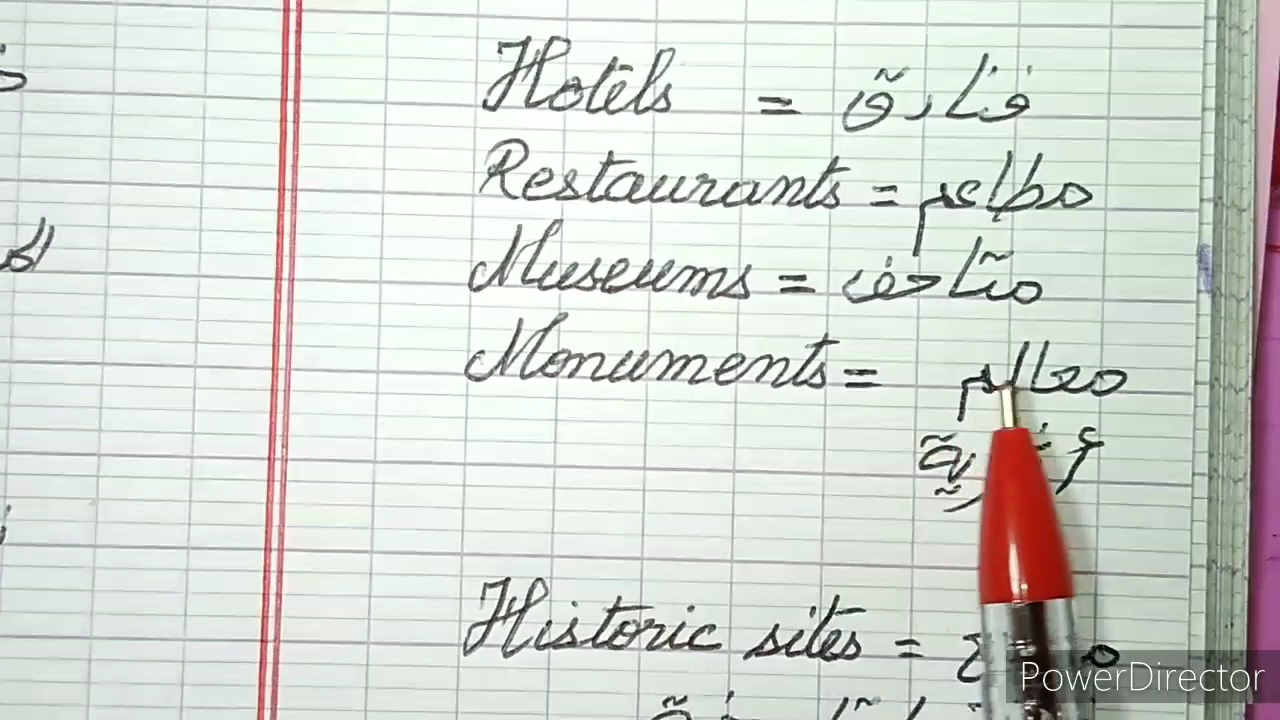 Hotels = فنادق
Restaurants = مطاعم
Museums = متاحف
Monuments = معالم
Historic sites =
PowerDirector